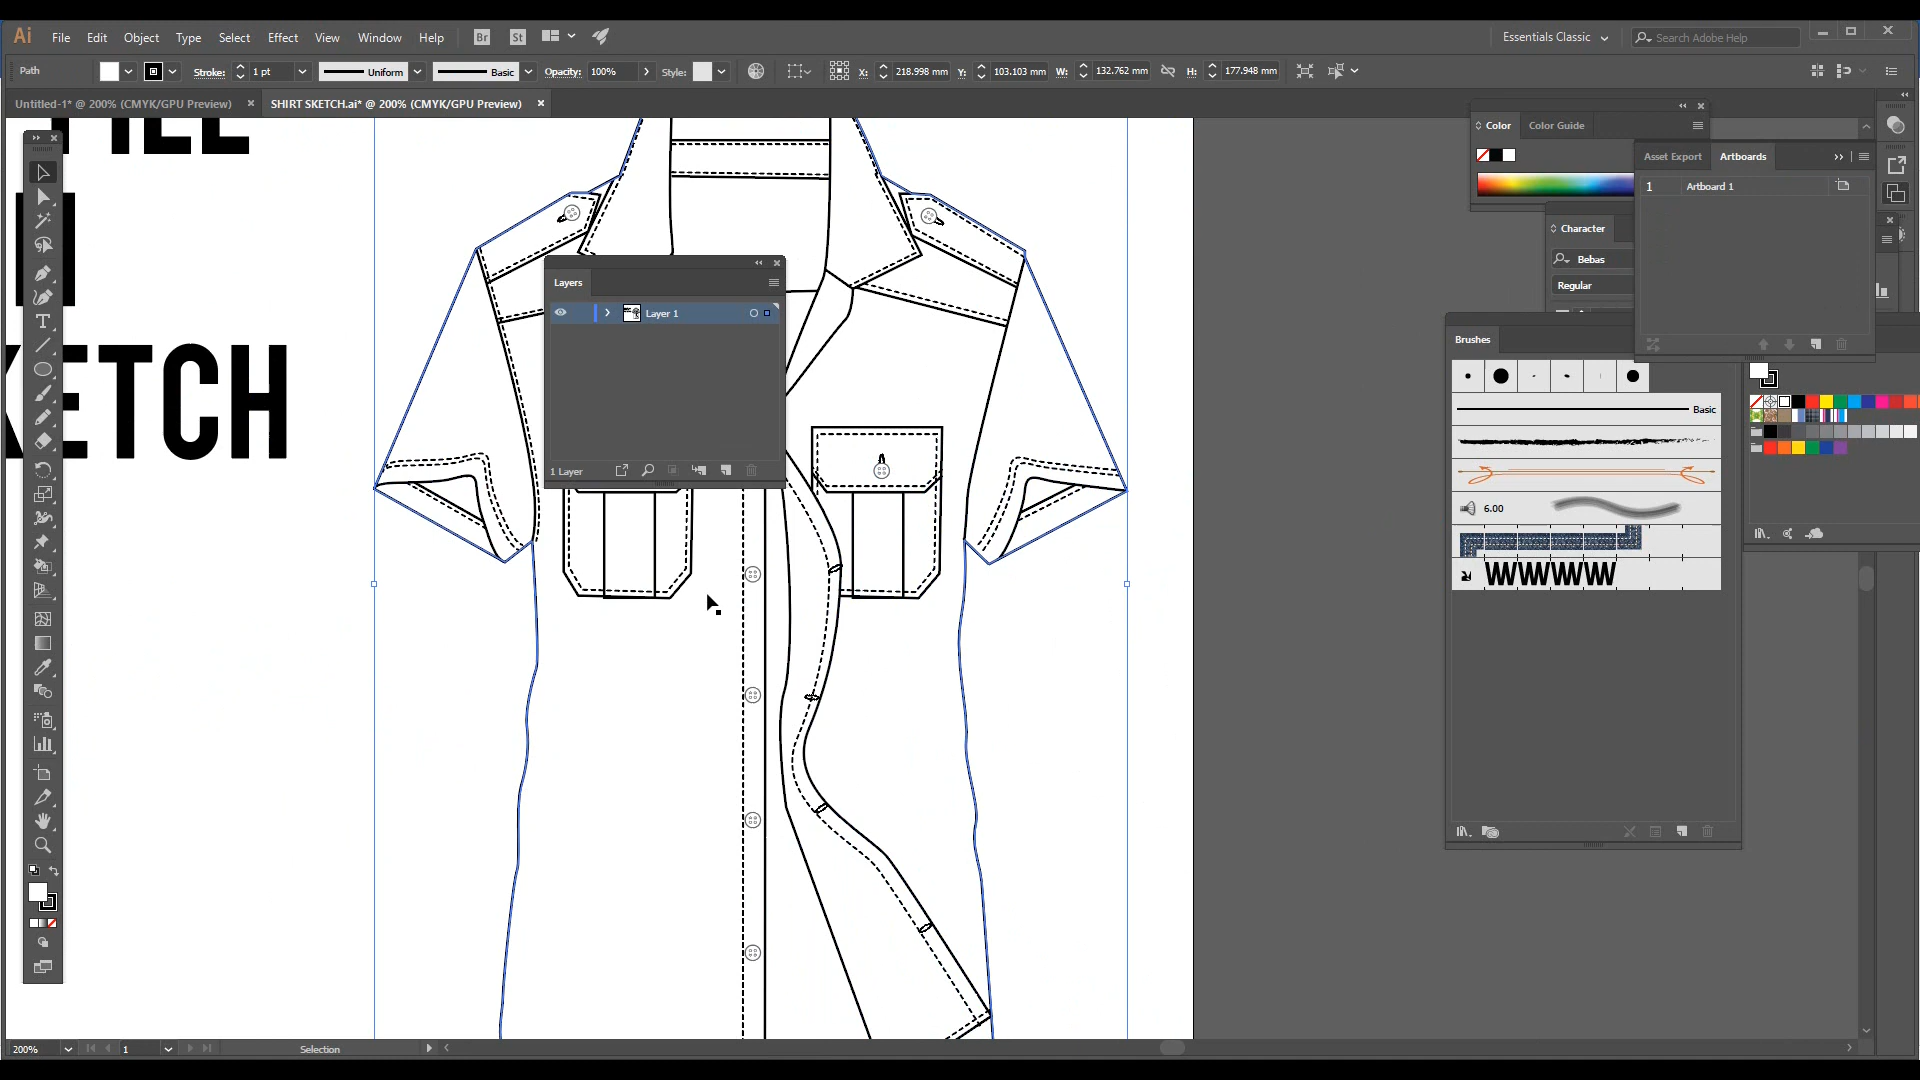 Ai File Edit Object Type Select Effect View Window Help Br St Essentials Classic Search Adobe Help
Path Stroke: 1 pt Uniform Basic Opacity: 100% Style: X: 218.998 mm Y: 103.103 mm W: 132.762 mm H: 177.948 mm
Untitled-1* @ 200% (CMYK/GPU Preview) × SHIRT SKETCH.ai* @ 200% (CMYK/GPU Preview) ×
Color Color Guide
Asset Export Artboards
1 Artboard 1
Character
Bebas
Regular
Layers
Layer 1
1 Layer
Brushes
Basic
6.00
WWWWW
KETCH
200% 1 Selection